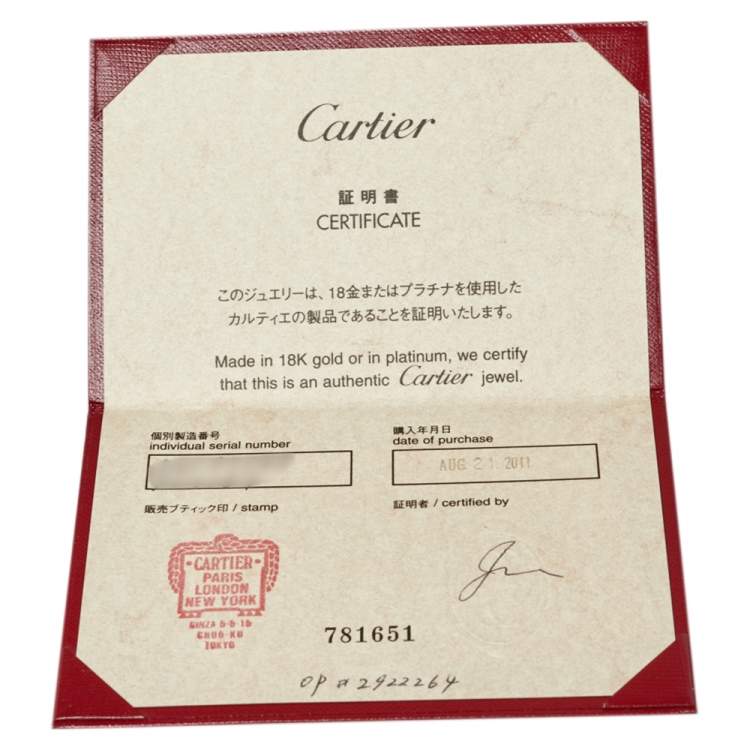 Cartier
証明書
CERTIFICATE
このジュエリーは、18金またはプラチナを使用した
カルティエの製品であることを証明いたします。
Made in 18K gold or in platinum, we certify
that this is an authentic Cartier jewel.
個別製造番号
individual serial number
購入年月日
date of purchase
AUG 21 2011
販売ブティック印 / stamp
証明者 / certified by
CARTIER
PARIS
LONDON
NEW YORK
GINZA 5-5-15
CHUO-KU
TOKYO
781651
OP a 2922264